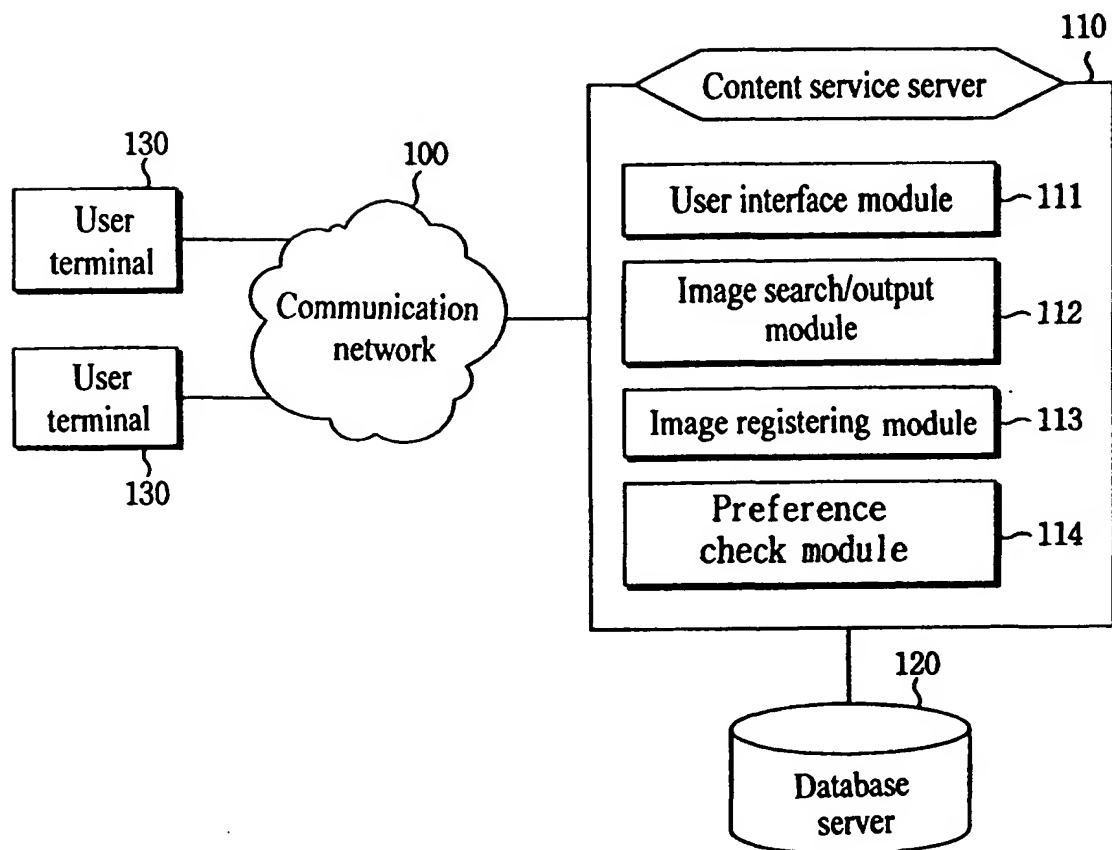 110
Content service server
130
100
User
terminal
User interface module
111
Communication
network
Image search/output
module
112
User
terminal
130
Image registering module
113
Preference
check module
114
120
Database
server